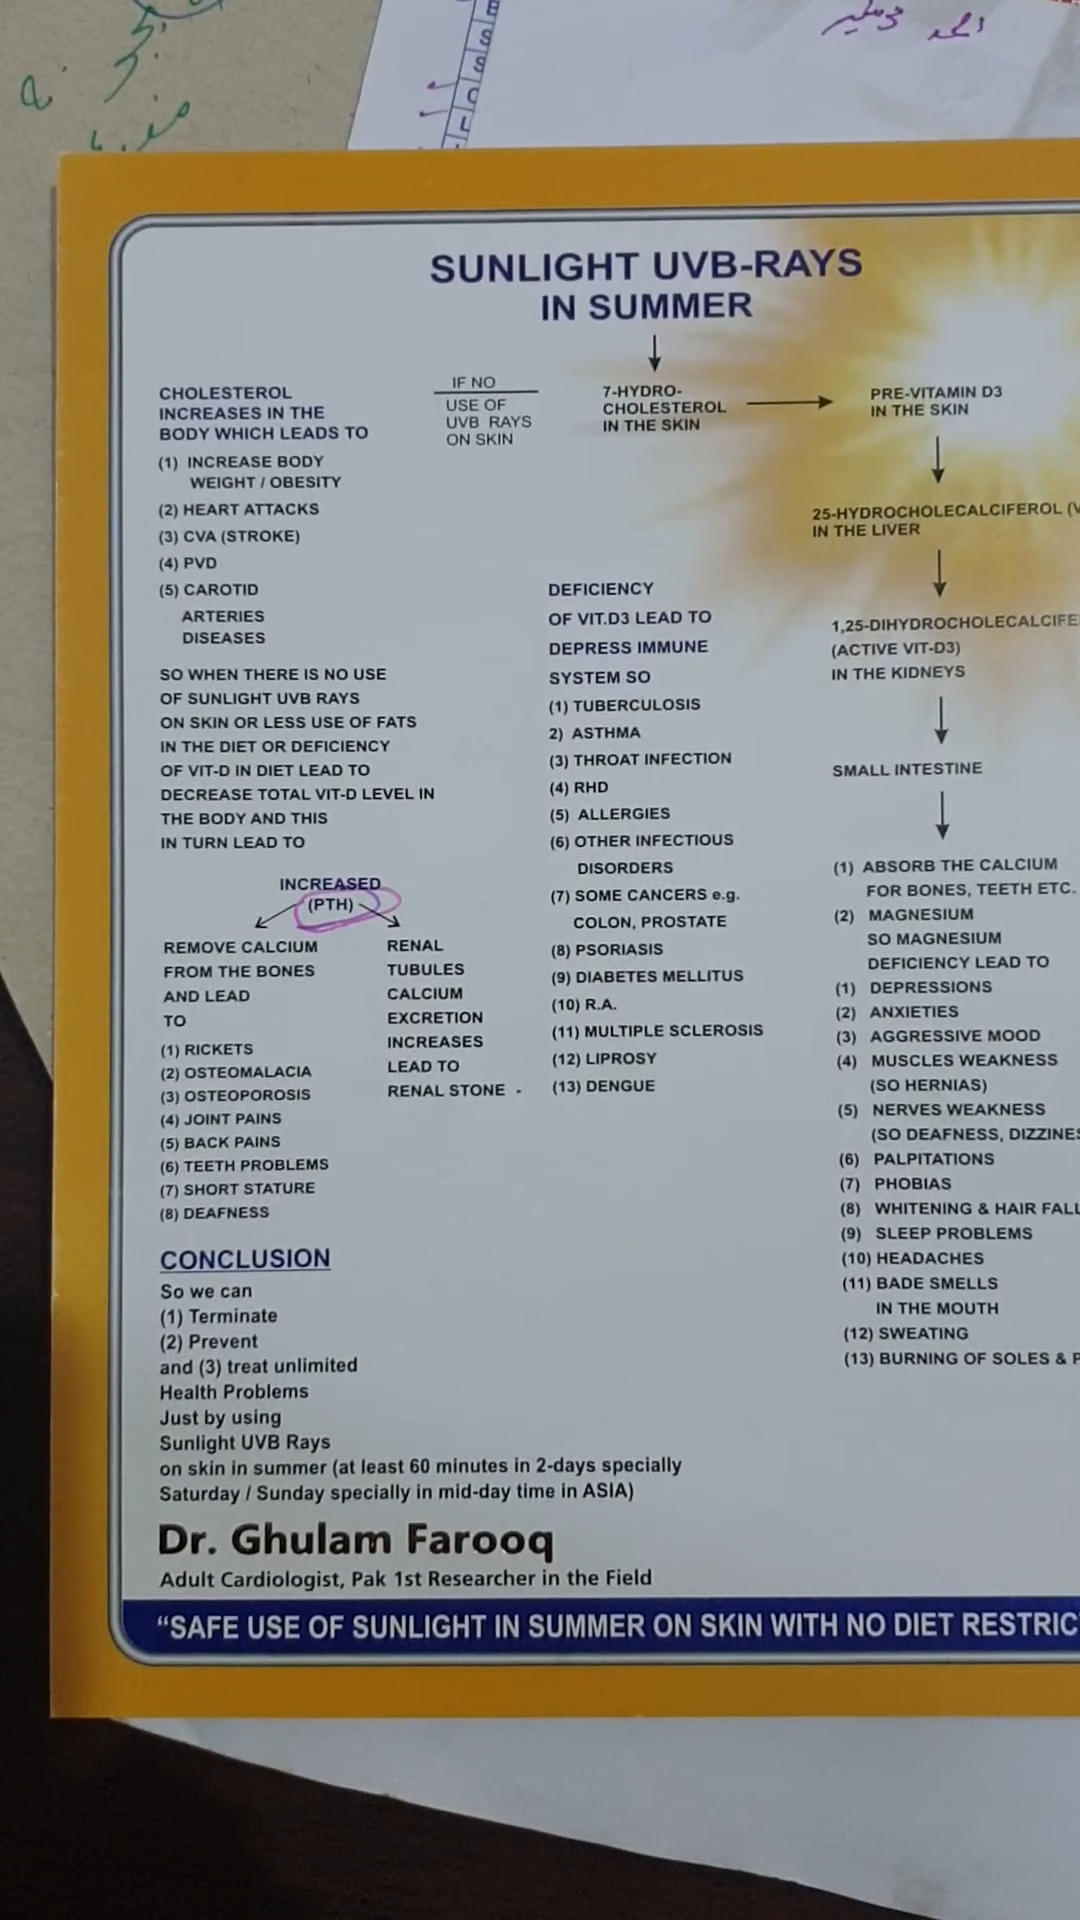 SUNLIGHT UVB-RAYS
IN SUMMER
CHOLESTEROL
INCREASES IN THE
BODY WHICH LEADS TO
(1) INCREASE BODY
WEIGHT / OBESITY
(2) HEART ATTACKS
(3) CVA (STROKE)
(4) PVD
(5) CAROTID
ARTERIES
DISEASES
IF NO
USE OF
UVB RAYS
ON SKIN
7-HYDRO-
CHOLESTEROL
IN THE SKIN
PRE-VITAMIN D3
IN THE SKIN
25-HYDROCHOLECALCIFEROL (V
IN THE LIVER
1,25-DIHYDROCHOLECALCIFE
(ACTIVE VIT-D3)
IN THE KIDNEYS
SMALL INTESTINE
SO WHEN THERE IS NO USE
OF SUNLIGHT UVB RAYS
ON SKIN OR LESS USE OF FATS
IN THE DIET OR DEFICIENCY
OF VIT-D IN DIET LEAD TO
DECREASE TOTAL VIT-D LEVEL IN
THE BODY AND THIS
IN TURN LEAD TO
INCREASED
(PTH)
REMOVE CALCIUM
FROM THE BONES
AND LEAD
TO
(1) RICKETS
(2) OSTEOMALACIA
(3) OSTEOPOROSIS
(4) JOINT PAINS
(5) BACK PAINS
(6) TEETH PROBLEMS
(7) SHORT STATURE
(8) DEAFNESS
RENAL
TUBULES
CALCIUM
EXCRETION
INCREASES
LEAD TO
RENAL STONE -
DEFICIENCY
OF VIT.D3 LEAD TO
DEPRESS IMMUNE
SYSTEM SO
(1) TUBERCULOSIS
2) ASTHMA
(3) THROAT INFECTION
(4) RHD
(5) ALLERGIES
(6) OTHER INFECTIOUS
DISORDERS
(7) SOME CANCERS e.g.
COLON, PROSTATE
(8) PSORIASIS
(9) DIABETES MELLITUS
(10) R.A.
(11) MULTIPLE SCLEROSIS
(12) LIPROSY
(13) DENGUE
(1) ABSORB THE CALCIUM
FOR BONES, TEETH ETC.
(2) MAGNESIUM
SO MAGNESIUM
DEFICIENCY LEAD TO
(1) DEPRESSIONS
(2) ANXIETIES
(3) AGGRESSIVE MOOD
(4) MUSCLES WEAKNESS
(SO HERNIAS)
(5) NERVES WEAKNESS
(SO DEAFNESS, DIZZINES
(6) PALPITATIONS
(7) PHOBIAS
(8) WHITENING & HAIR FALL
(9) SLEEP PROBLEMS
(10) HEADACHES
(11) BADE SMELLS
IN THE MOUTH
(12) SWEATING
(13) BURNING OF SOLES & P
CONCLUSION
So we can
(1) Terminate
(2) Prevent
and (3) treat unlimited
Health Problems
Just by using
Sunlight UVB Rays
on skin in summer (at least 60 minutes in 2-days specially
Saturday / Sunday specially in mid-day time in ASIA)
Dr. Ghulam Farooq
Adult Cardiologist, Pak 1st Researcher in the Field
“SAFE USE OF SUNLIGHT IN SUMMER ON SKIN WITH NO DIET RESTRIC